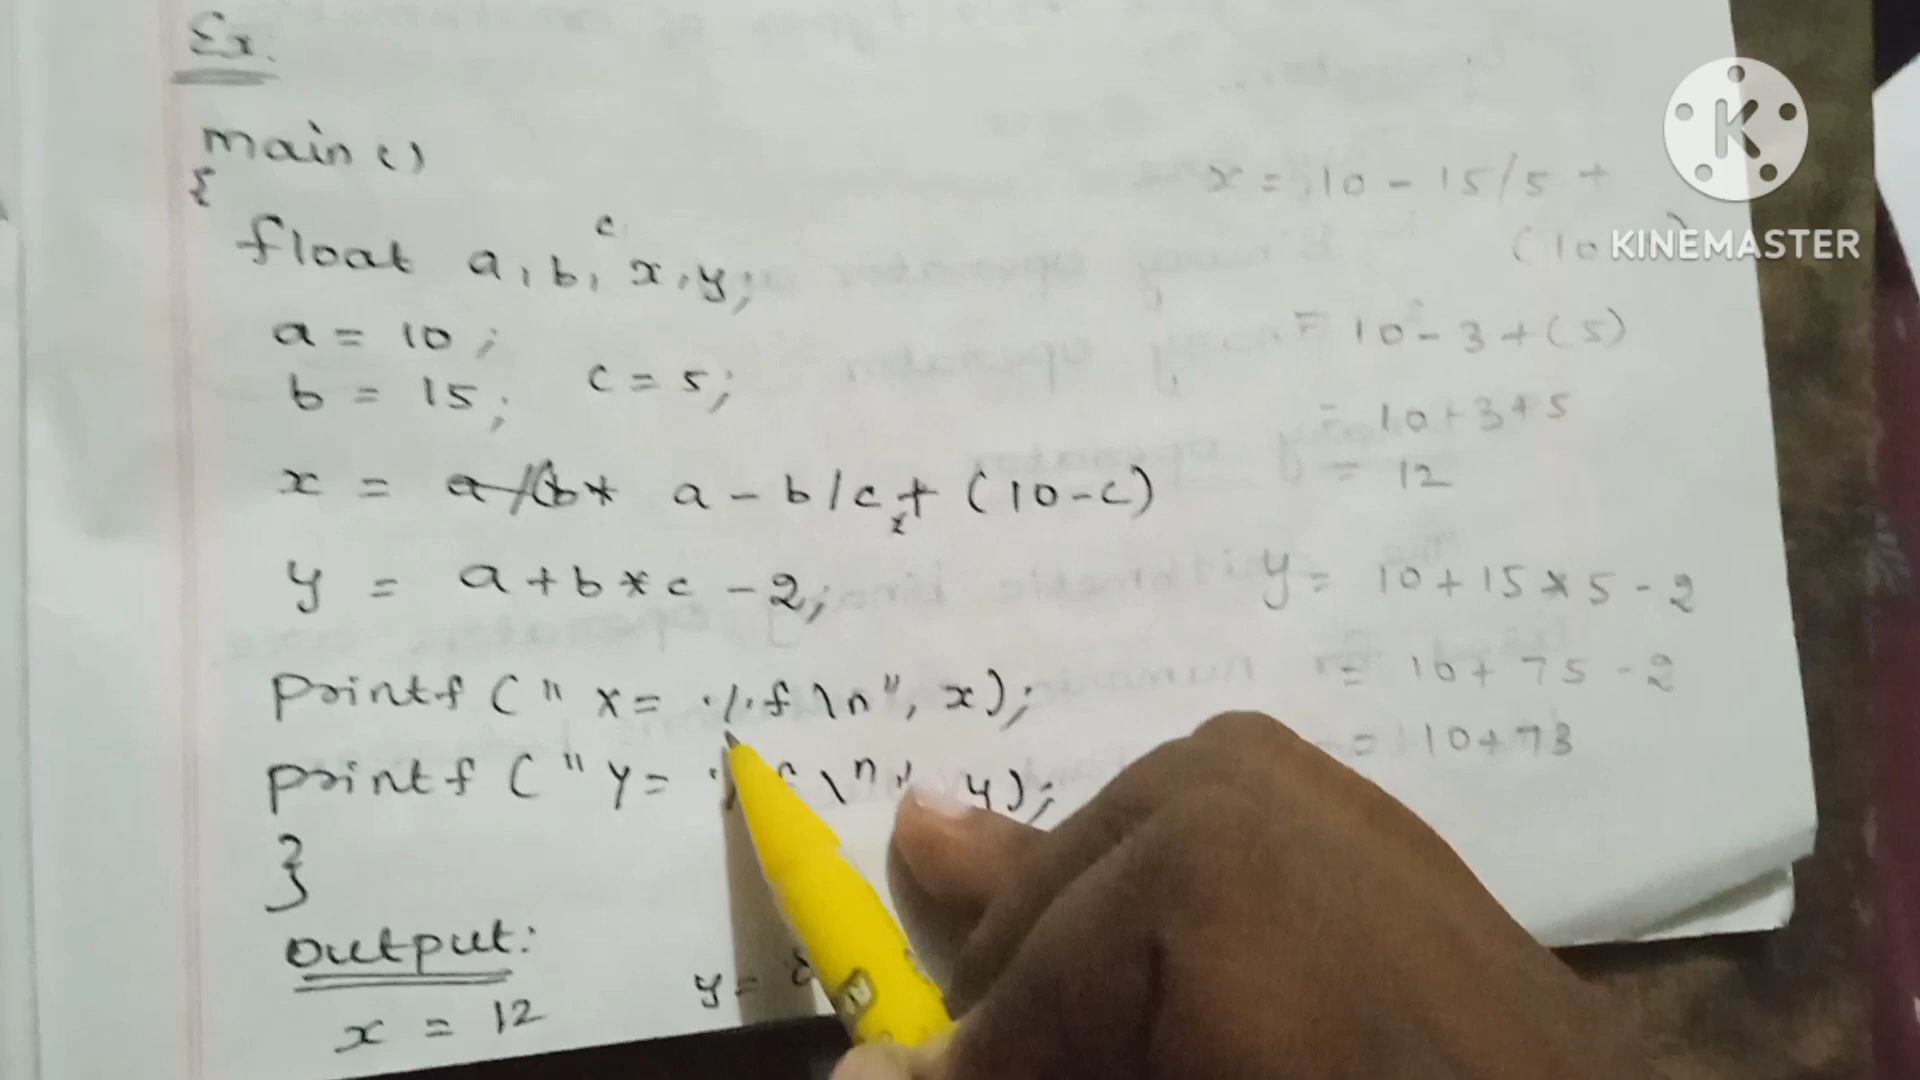 Ex.
main()
{
float a, b, c x, y;
a = 10;
b = 15; c = 5;
x = a - b/c + (10-c)
y = a+b*c -2;
printf ("x= %f \n", x);
printf ("y= \n", y);
}
Output:
x = 12
y =
x = 10 - 15/5 +
(10
= 10 - 3 + (5)
= 10 + 3 + 5
= 12
y = 10 + 15 * 5 - 2
= 10 + 75 - 2
= 10 + 73
K
KINEMASTER